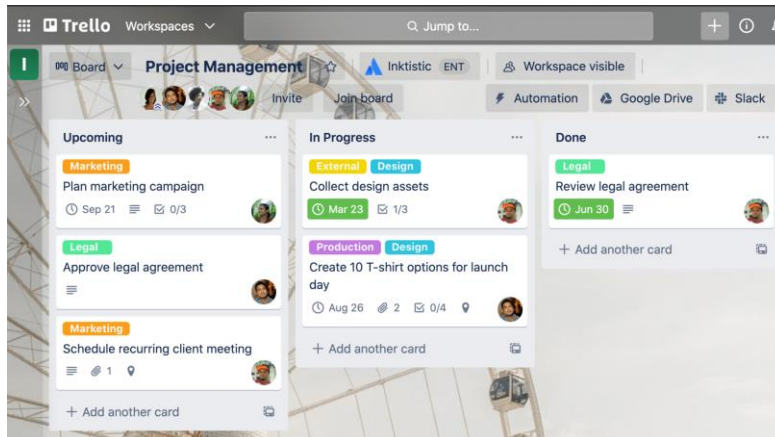 Trello Workspaces Jump to...
Board Project Management Inktistic ENT Workspace visible
Invite Join board Automation Google Drive Slack
I
Upcoming
Marketing
Plan marketing campaign
Sep 21 0/3
Legal
Approve legal agreement
Marketing
Schedule recurring client meeting
1
+ Add another card
In Progress
External Design
Collect design assets
Mar 23 1/3
Production Design
Create 10 T-shirt options for launch
day
Aug 26 2 0/4
+ Add another card
Done
Legal
Review legal agreement
Jun 30
+ Add another card